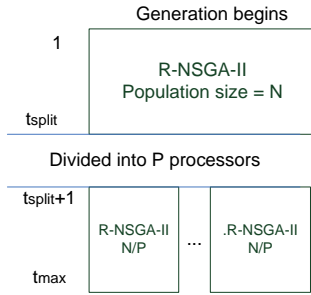 Generation begins
1
R-NSGA-II
Population size = N
tsplit
Divided into P processors
tsplit+1
R-NSGA-II
N/P
...
.R-NSGA-II
N/P
tmax